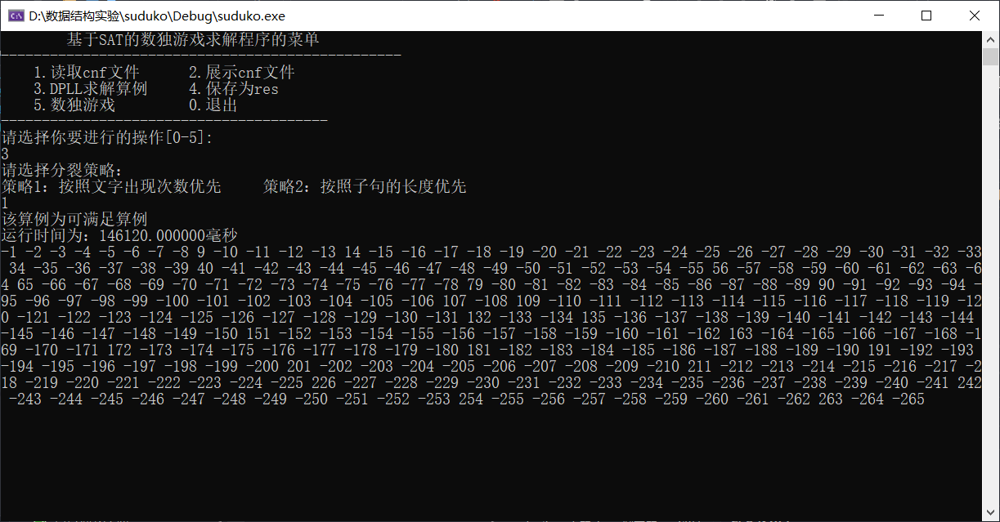 D:\数据结构实验\suduko\Debug\suduko.exe
基于SAT的数独游戏求解程序的菜单
-------------------------------------------------
1.读取cnf文件 2.展示cnf文件
3.DPLL求解算例 4.保存为res
5.数独游戏 0.退出
----------------------------------------
请选择你要进行的操作[0-5]:
3
请选择分裂策略：
策略1：按照文字出现次数优先 策略2：按照子句的长度优先
1
该算例为可满足算例
运行时间为：146120.000000毫秒
-1 -2 -3 -4 -5 -6 -7 -8 9 -10 -11 -12 -13 14 -15 -16 -17 -18 -19 -20 -21 -22 -23 -24 -25 -26 -27 -28 -29 -30 -31 -32 -33
34 -35 -36 -37 -38 -39 40 -41 -42 -43 -44 -45 -46 -47 -48 -49 -50 -51 -52 -53 -54 -55 56 -57 -58 -59 -60 -61 -62 -63 -6
4 65 -66 -67 -68 -69 -70 -71 -72 -73 -74 -75 -76 -77 -78 79 -80 -81 -82 -83 -84 -85 -86 -87 -88 -89 90 -91 -92 -93 -94 -
95 -96 -97 -98 -99 -100 -101 -102 -103 -104 -105 -106 107 -108 109 -110 -111 -112 -113 -114 -115 -116 -117 -118 -119 -12
0 -121 -122 -123 -124 -125 -126 -127 -128 -129 -130 -131 132 -133 -134 135 -136 -137 -138 -139 -140 -141 -142 -143 -144
-145 -146 -147 -148 -149 -150 151 -152 -153 -154 -155 -156 -157 -158 -159 -160 -161 -162 163 -164 -165 -166 -167 -168 -1
69 -170 -171 172 -173 -174 -175 -176 -177 -178 -179 -180 181 -182 -183 -184 -185 -186 -187 -188 -189 -190 191 -192 -193
-194 -195 -196 -197 -198 -199 -200 201 -202 -203 -204 -205 -206 -207 -208 -209 -210 211 -212 -213 -214 -215 -216 -217 -2
18 -219 -220 -221 -222 -223 -224 -225 226 -227 -228 -229 -230 -231 -232 -233 -234 -235 -236 -237 -238 -239 -240 -241 242
-243 -244 -245 -246 -247 -248 -249 -250 -251 -252 -253 254 -255 -256 -257 -258 -259 -260 -261 -262 263 -264 -265